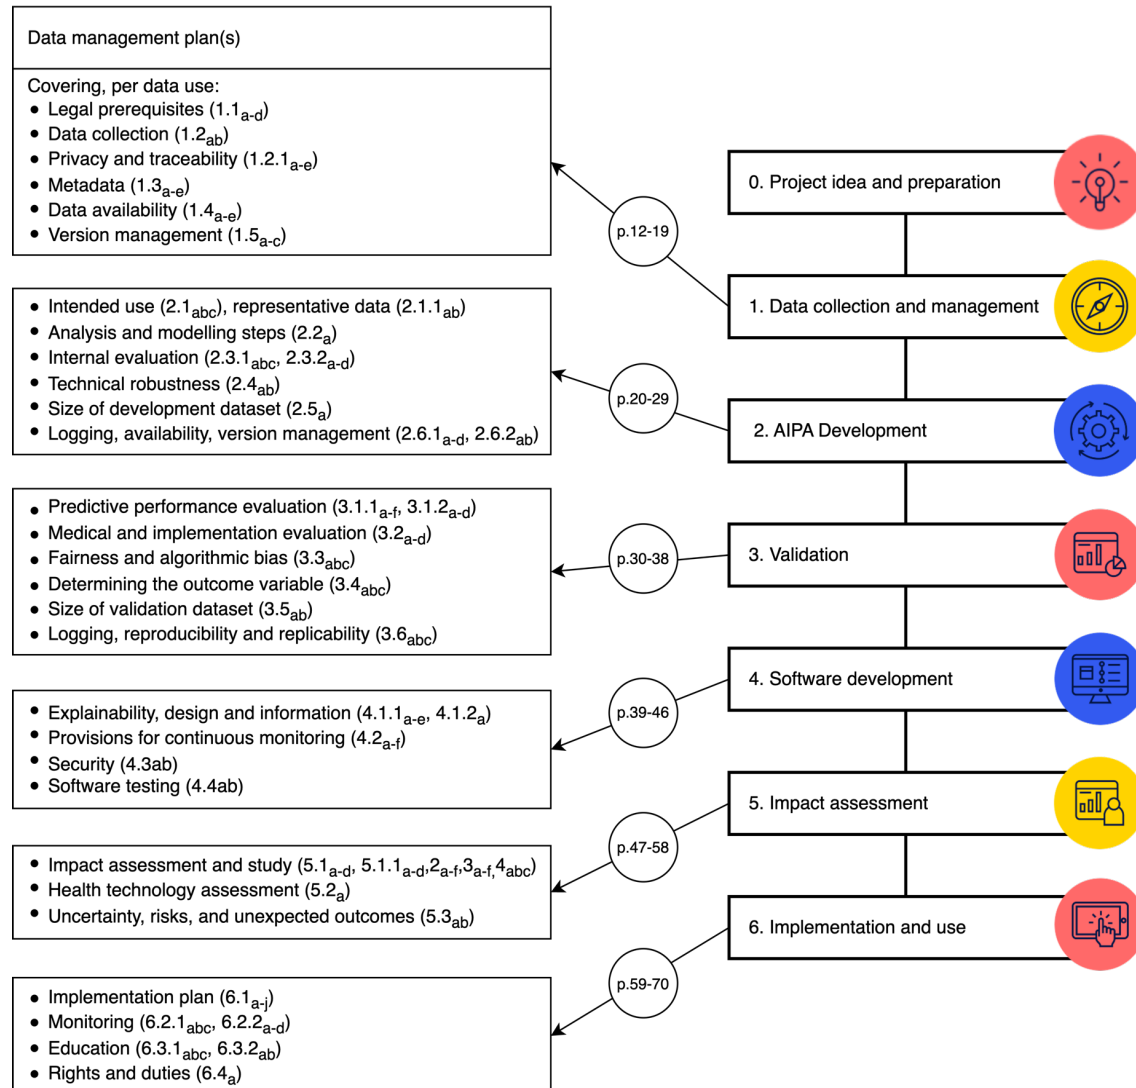 Data management plan(s)
Covering, per data use:
• Legal prerequisites (1.1a-d)
• Data collection (1.2ab)
• Privacy and traceability (1.2.1a-e)
• Metadata (1.3a-e)
• Data availability (1.4a-e)
• Version management (1.5a-c)
p.12-19
0. Project idea and preparation
1. Data collection and management
• Intended use (2.1abc), representative data (2.1.1ab)
• Analysis and modelling steps (2.2a)
• Internal evaluation (2.3.1abc, 2.3.2a-d)
• Technical robustness (2.4ab)
• Size of development dataset (2.5a)
• Logging, availability, version management (2.6.1a-d, 2.6.2ab)
p.20-29
2. AIPA Development
• Predictive performance evaluation (3.1.1a-f, 3.1.2a-d)
• Medical and implementation evaluation (3.2a-d)
• Fairness and algorithmic bias (3.3abc)
• Determining the outcome variable (3.4abc)
• Size of validation dataset (3.5ab)
• Logging, reproducibility and replicability (3.6abc)
p.30-38
3. Validation
• Explainability, design and information (4.1.1a-e, 4.1.2a)
• Provisions for continuous monitoring (4.2a-f)
• Security (4.3ab)
• Software testing (4.4ab)
p.39-46
4. Software development
• Impact assessment and study (5.1a-d, 5.1.1a-d,2a-f,3a-f,4abc)
• Health technology assessment (5.2a)
• Uncertainty, risks, and unexpected outcomes (5.3ab)
p.47-58
5. Impact assessment
• Implementation plan (6.1a-j)
• Monitoring (6.2.1abc, 6.2.2a-d)
• Education (6.3.1abc, 6.3.2ab)
• Rights and duties (6.4a)
p.59-70
6. Implementation and use